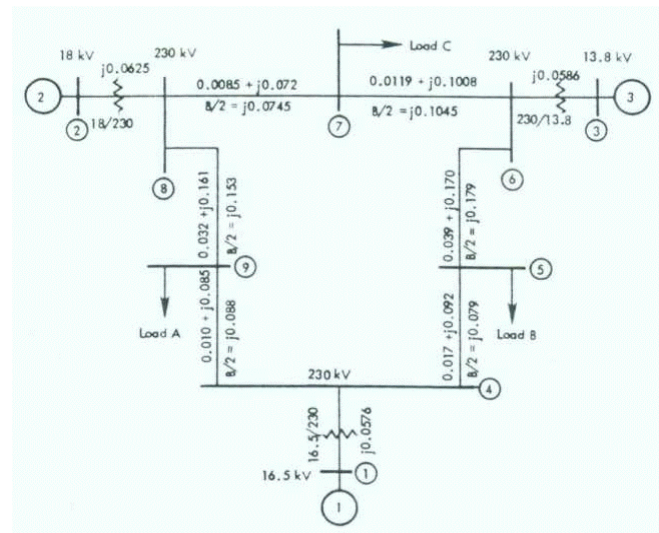 18 kV
230 kV
Load C
230 kV
13.8 kV
j0.0625
0.0085 + j0.072
0.0119 + j0.1008
j0.0586
2
B/2 = j0.0745
B/2 = j0.1045
3
2
18/230
7
230/13.8
3
8
6
0.032 + j0.161
B/2 = j0.153
0.039 + j0.170
B/2 = j0.179
9
5
Load A
Load B
0.010 + j0.085
B/2 = j0.088
0.017 + j0.092
B/2 = j0.079
230 kV
4
16.5/230
j0.0576
16.5 kV
1
1